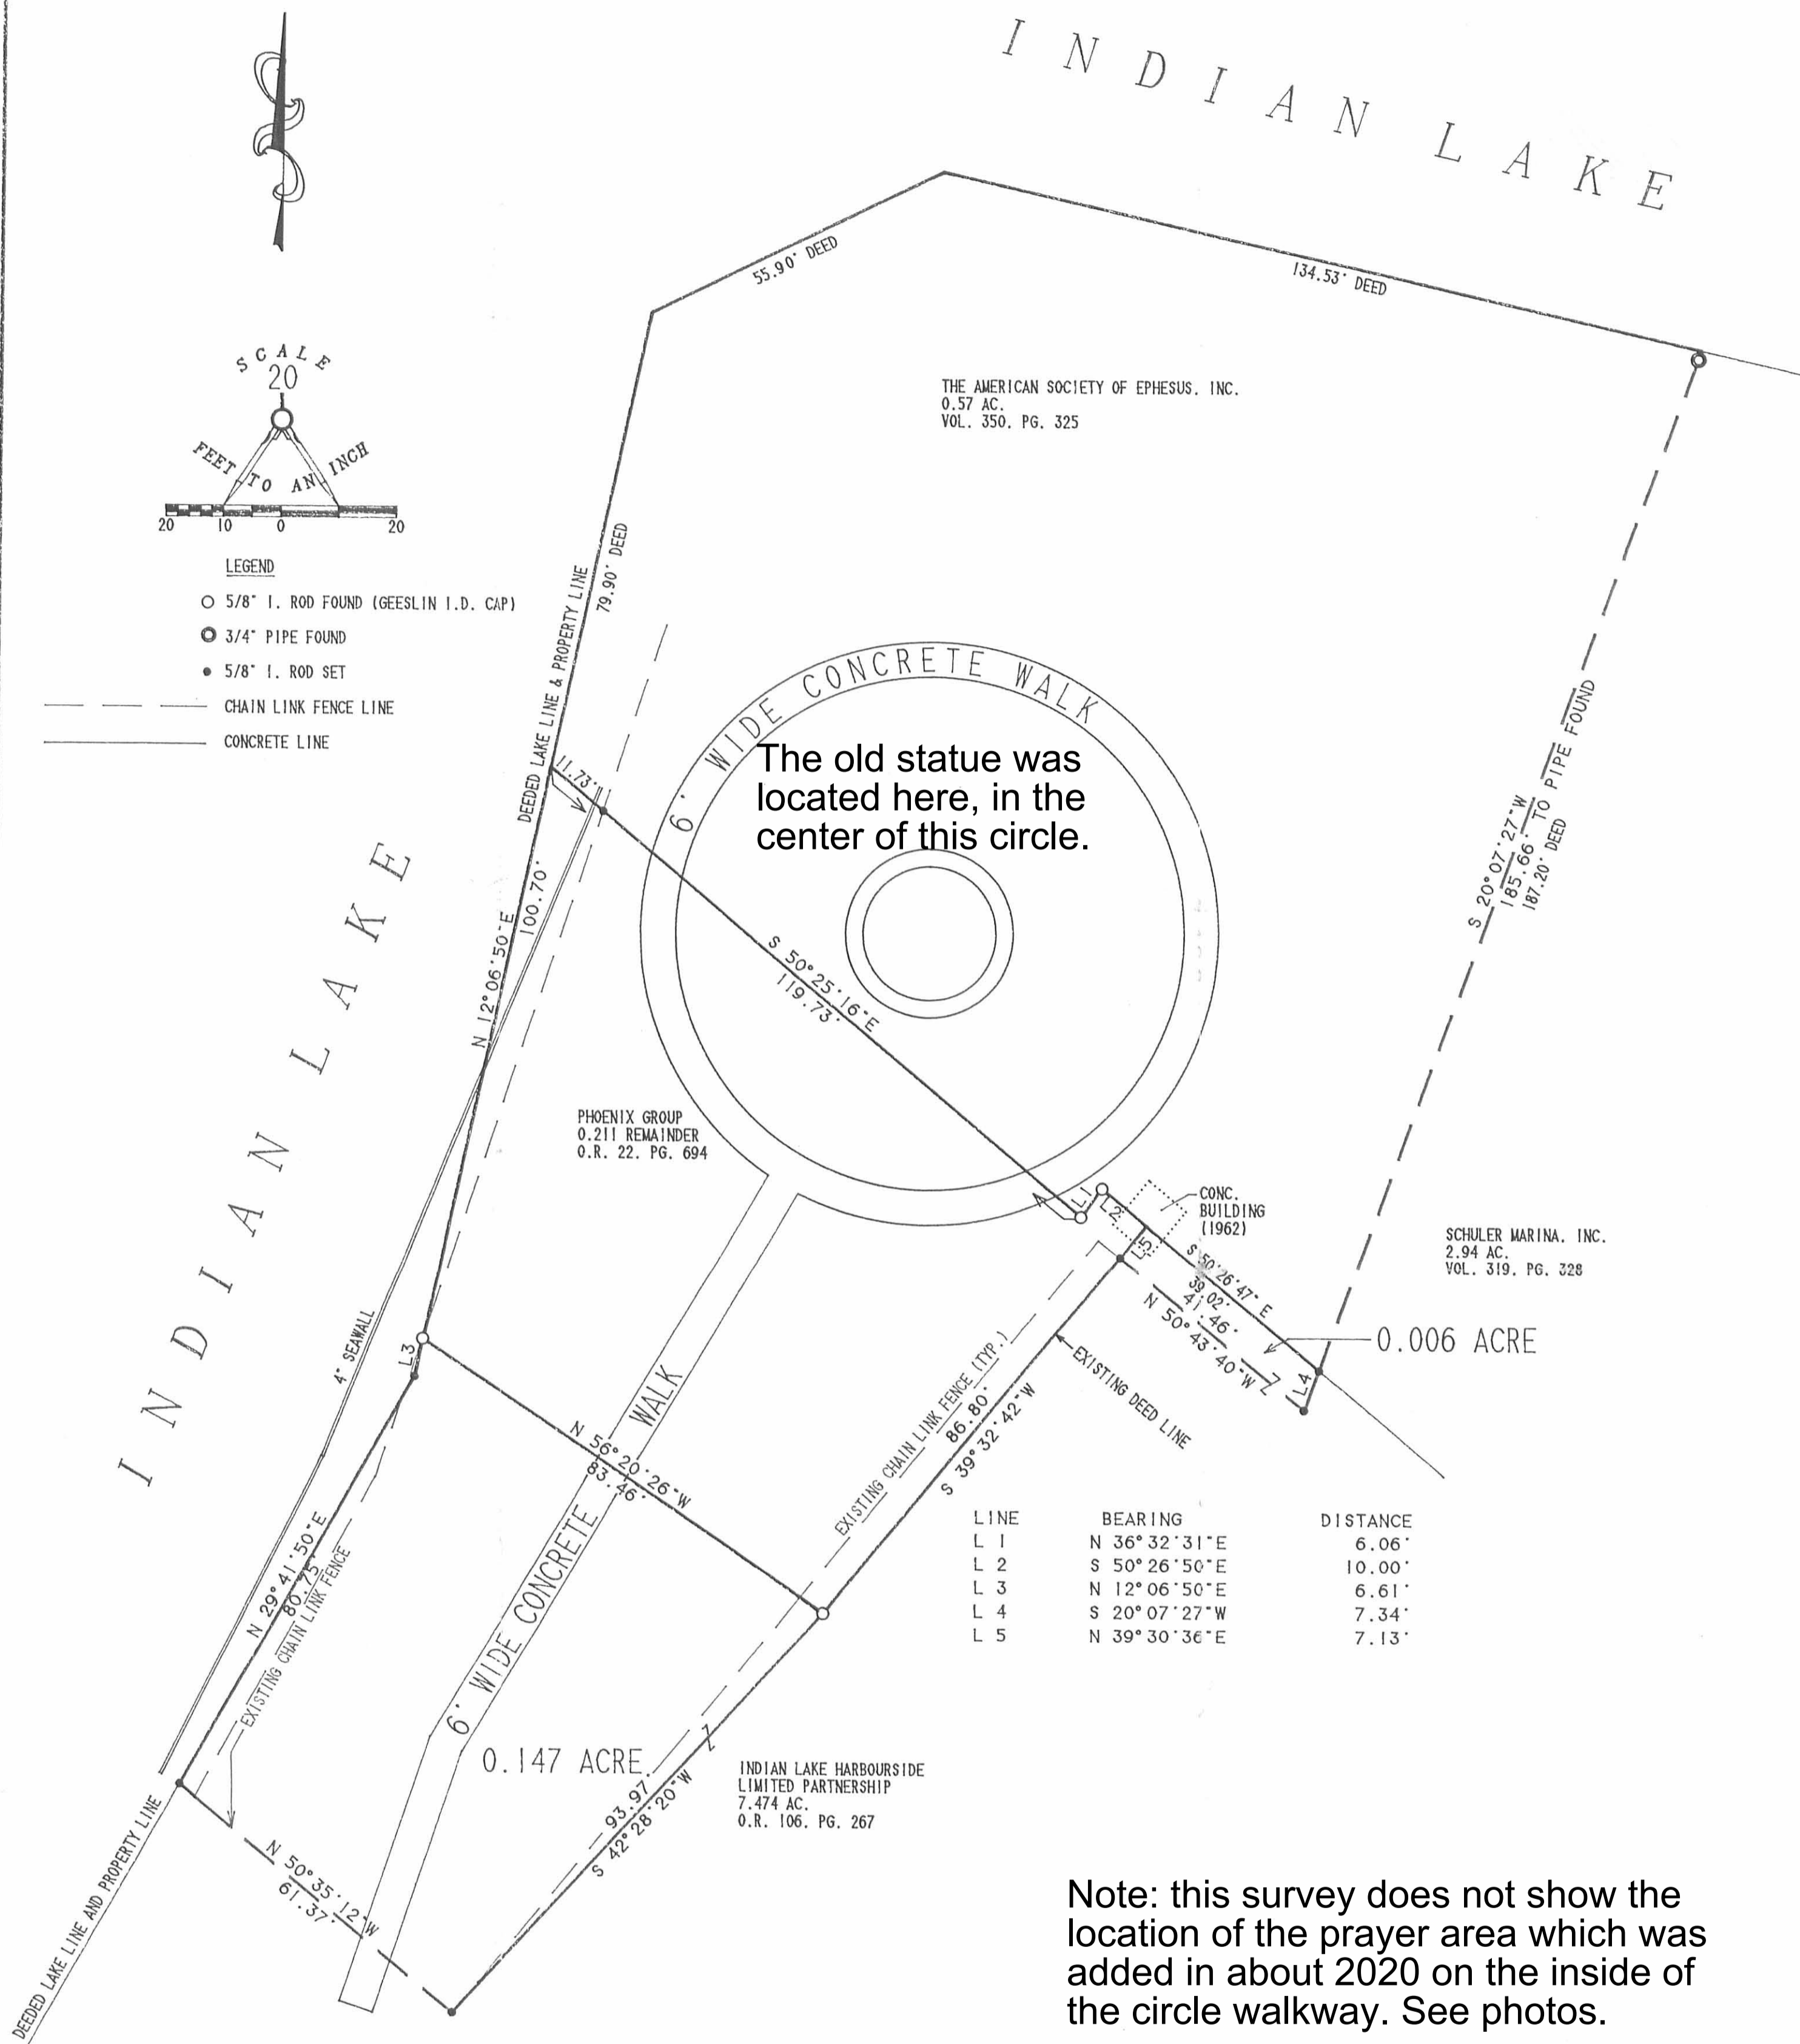 INDIAN LAKE
55.90' DEED
134.53' DEED
SCALE
20
FEET TO AN INCH
20 10 0 20
THE AMERICAN SOCIETY OF EPHESUS, INC.
0.57 AC.
VOL. 350, PG. 325
LEGEND
5/8" I. ROD FOUND (GEESLIN I.D. CAP)
3/4" PIPE FOUND
5/8" I. ROD SET
CHAIN LINK FENCE LINE
CONCRETE LINE
DEEDED LAKE LINE & PROPERTY LINE
79.90' DEED
6' WIDE CONCRETE WALK
The old statue was
located here, in the
center of this circle.
11.73'
S 20°07'27"W
185.66' TO PIPE FOUND
187.20' DEED
INDIAN LAKE
N 12°06'50"E
100.70'
S 50°25'16"E
119.73'
PHOENIX GROUP
0.211 REMAINDER
O.R. 22, PG. 694
L1
L2
L5
CONC.
BUILDING
(1962)
SCHULER MARINA, INC.
2.94 AC.
VOL. 319, PG. 328
S 50°26'47" E
39.02'
41.46'
N 50°43'40"W
0.006 ACRE
L4
4" SEAWALL
L3
EXISTING CHAIN LINK FENCE (TYP.)
86.80'
S 39°32'42"W
EXISTING DEED LINE
N 56°20'26"W
83.46'
6' WIDE CONCRETE WALK
LINE BEARING DISTANCE
L 1 N 36°32'31"E 6.06'
L 2 S 50°26'50"E 10.00'
L 3 N 12°06'50"E 6.61'
L 4 S 20°07'27"W 7.34'
L 5 N 39°30'36"E 7.13'
N 29°41'50"E
80.75'
EXISTING CHAIN LINK FENCE
0.147 ACRE
93.97'
S 42°28'20"W
INDIAN LAKE HARBOURSIDE
LIMITED PARTNERSHIP
7.474 AC.
O.R. 106, PG. 267
DEEDED LAKE LINE AND PROPERTY LINE
N 50°35'12"W
61.37'
Note: this survey does not show the
location of the prayer area which was
added in about 2020 on the inside of
the circle walkway. See photos.